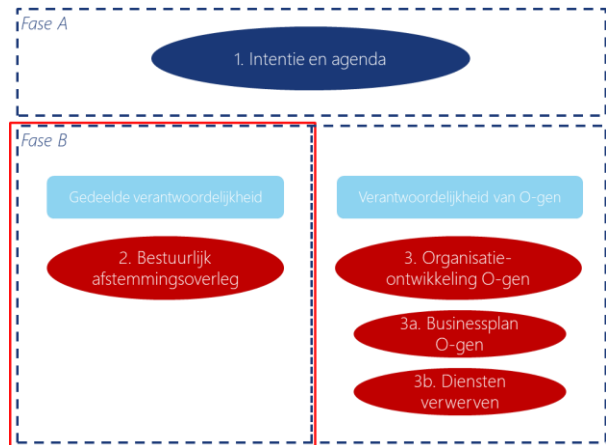 Fase A
1. Intentie en agenda
Fase B
Gedeelde verantwoordelijkheid
2. Bestuurlijk
afstemmingsoverleg
Verantwoordelijkheid van O-gen
3. Organisatie-
ontwikkeling O-gen
3a. Businessplan
O-gen
3b. Diensten
verwerven